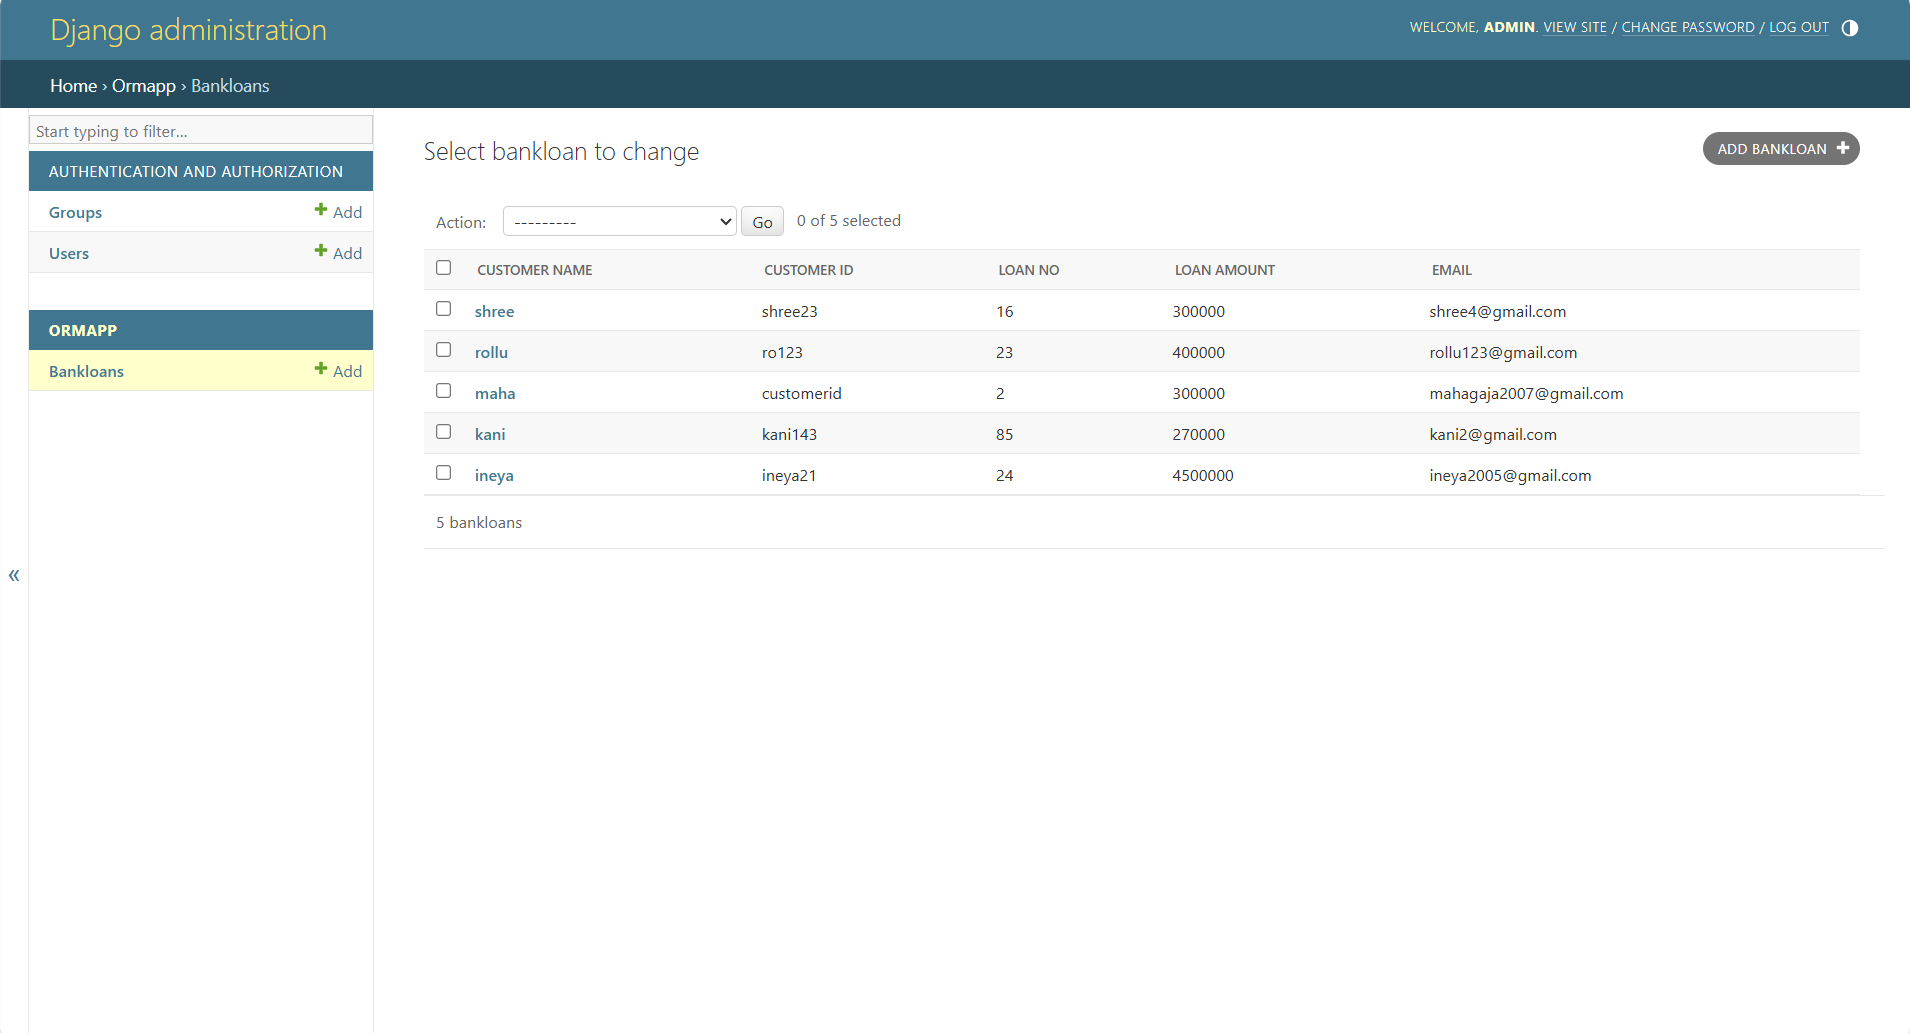 Django administration
WELCOME, ADMIN. VIEW SITE / CHANGE PASSWORD / LOG OUT
Home › Ormapp › Bankloans
Start typing to filter...
AUTHENTICATION AND AUTHORIZATION
Groups + Add
Users + Add
ORMAPP
Bankloans + Add
«
Select bankloan to change
ADD BANKLOAN +
Action: --------- Go 0 of 5 selected
CUSTOMER NAME CUSTOMER ID LOAN NO LOAN AMOUNT EMAIL
shree shree23 16 300000 shree4@gmail.com
rollu ro123 23 400000 rollu123@gmail.com
maha customerid 2 300000 mahagaja2007@gmail.com
kani kani143 85 270000 kani2@gmail.com
ineya ineya21 24 4500000 ineya2005@gmail.com
5 bankloans